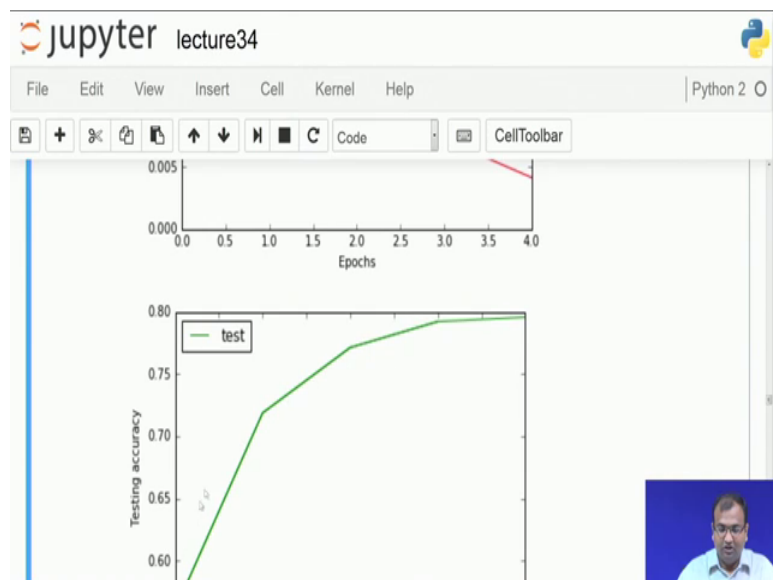 jupyter lecture34
File Edit View Insert Cell Kernel Help Python 2
Code CellToolbar
0.005
0.000
0.0 0.5 1.0 1.5 2.0 2.5 3.0 3.5 4.0
Epochs
0.80
test
0.75
0.70
0.65
0.60
Testing accuracy